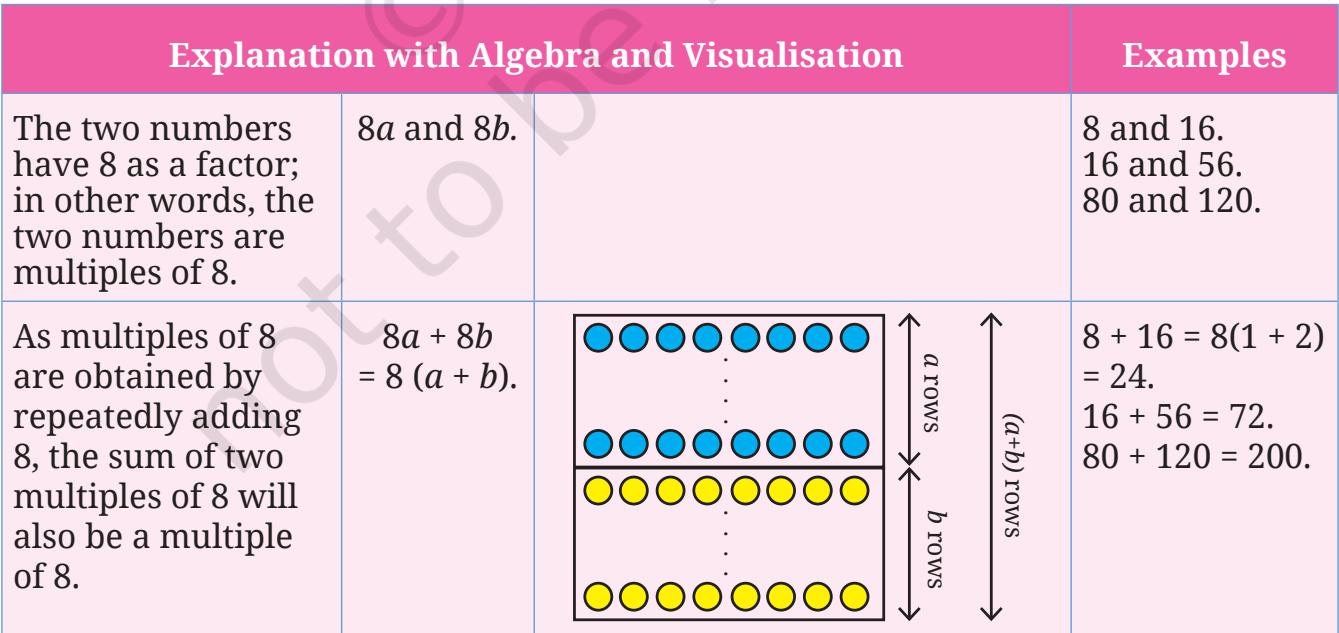 Explanation with Algebra and Visualisation
Examples
The two numbers
have 8 as a factor;
in other words, the
two numbers are
multiples of 8.
8a and 8b.
8 and 16.
16 and 56.
80 and 120.
As multiples of 8
are obtained by
repeatedly adding
8, the sum of two
multiples of 8 will
also be a multiple
of 8.
8a + 8b
= 8 (a + b).
a rows
b rows
(a+b) rows
8 + 16 = 8(1 + 2)
= 24.
16 + 56 = 72.
80 + 120 = 200.
©
not to be